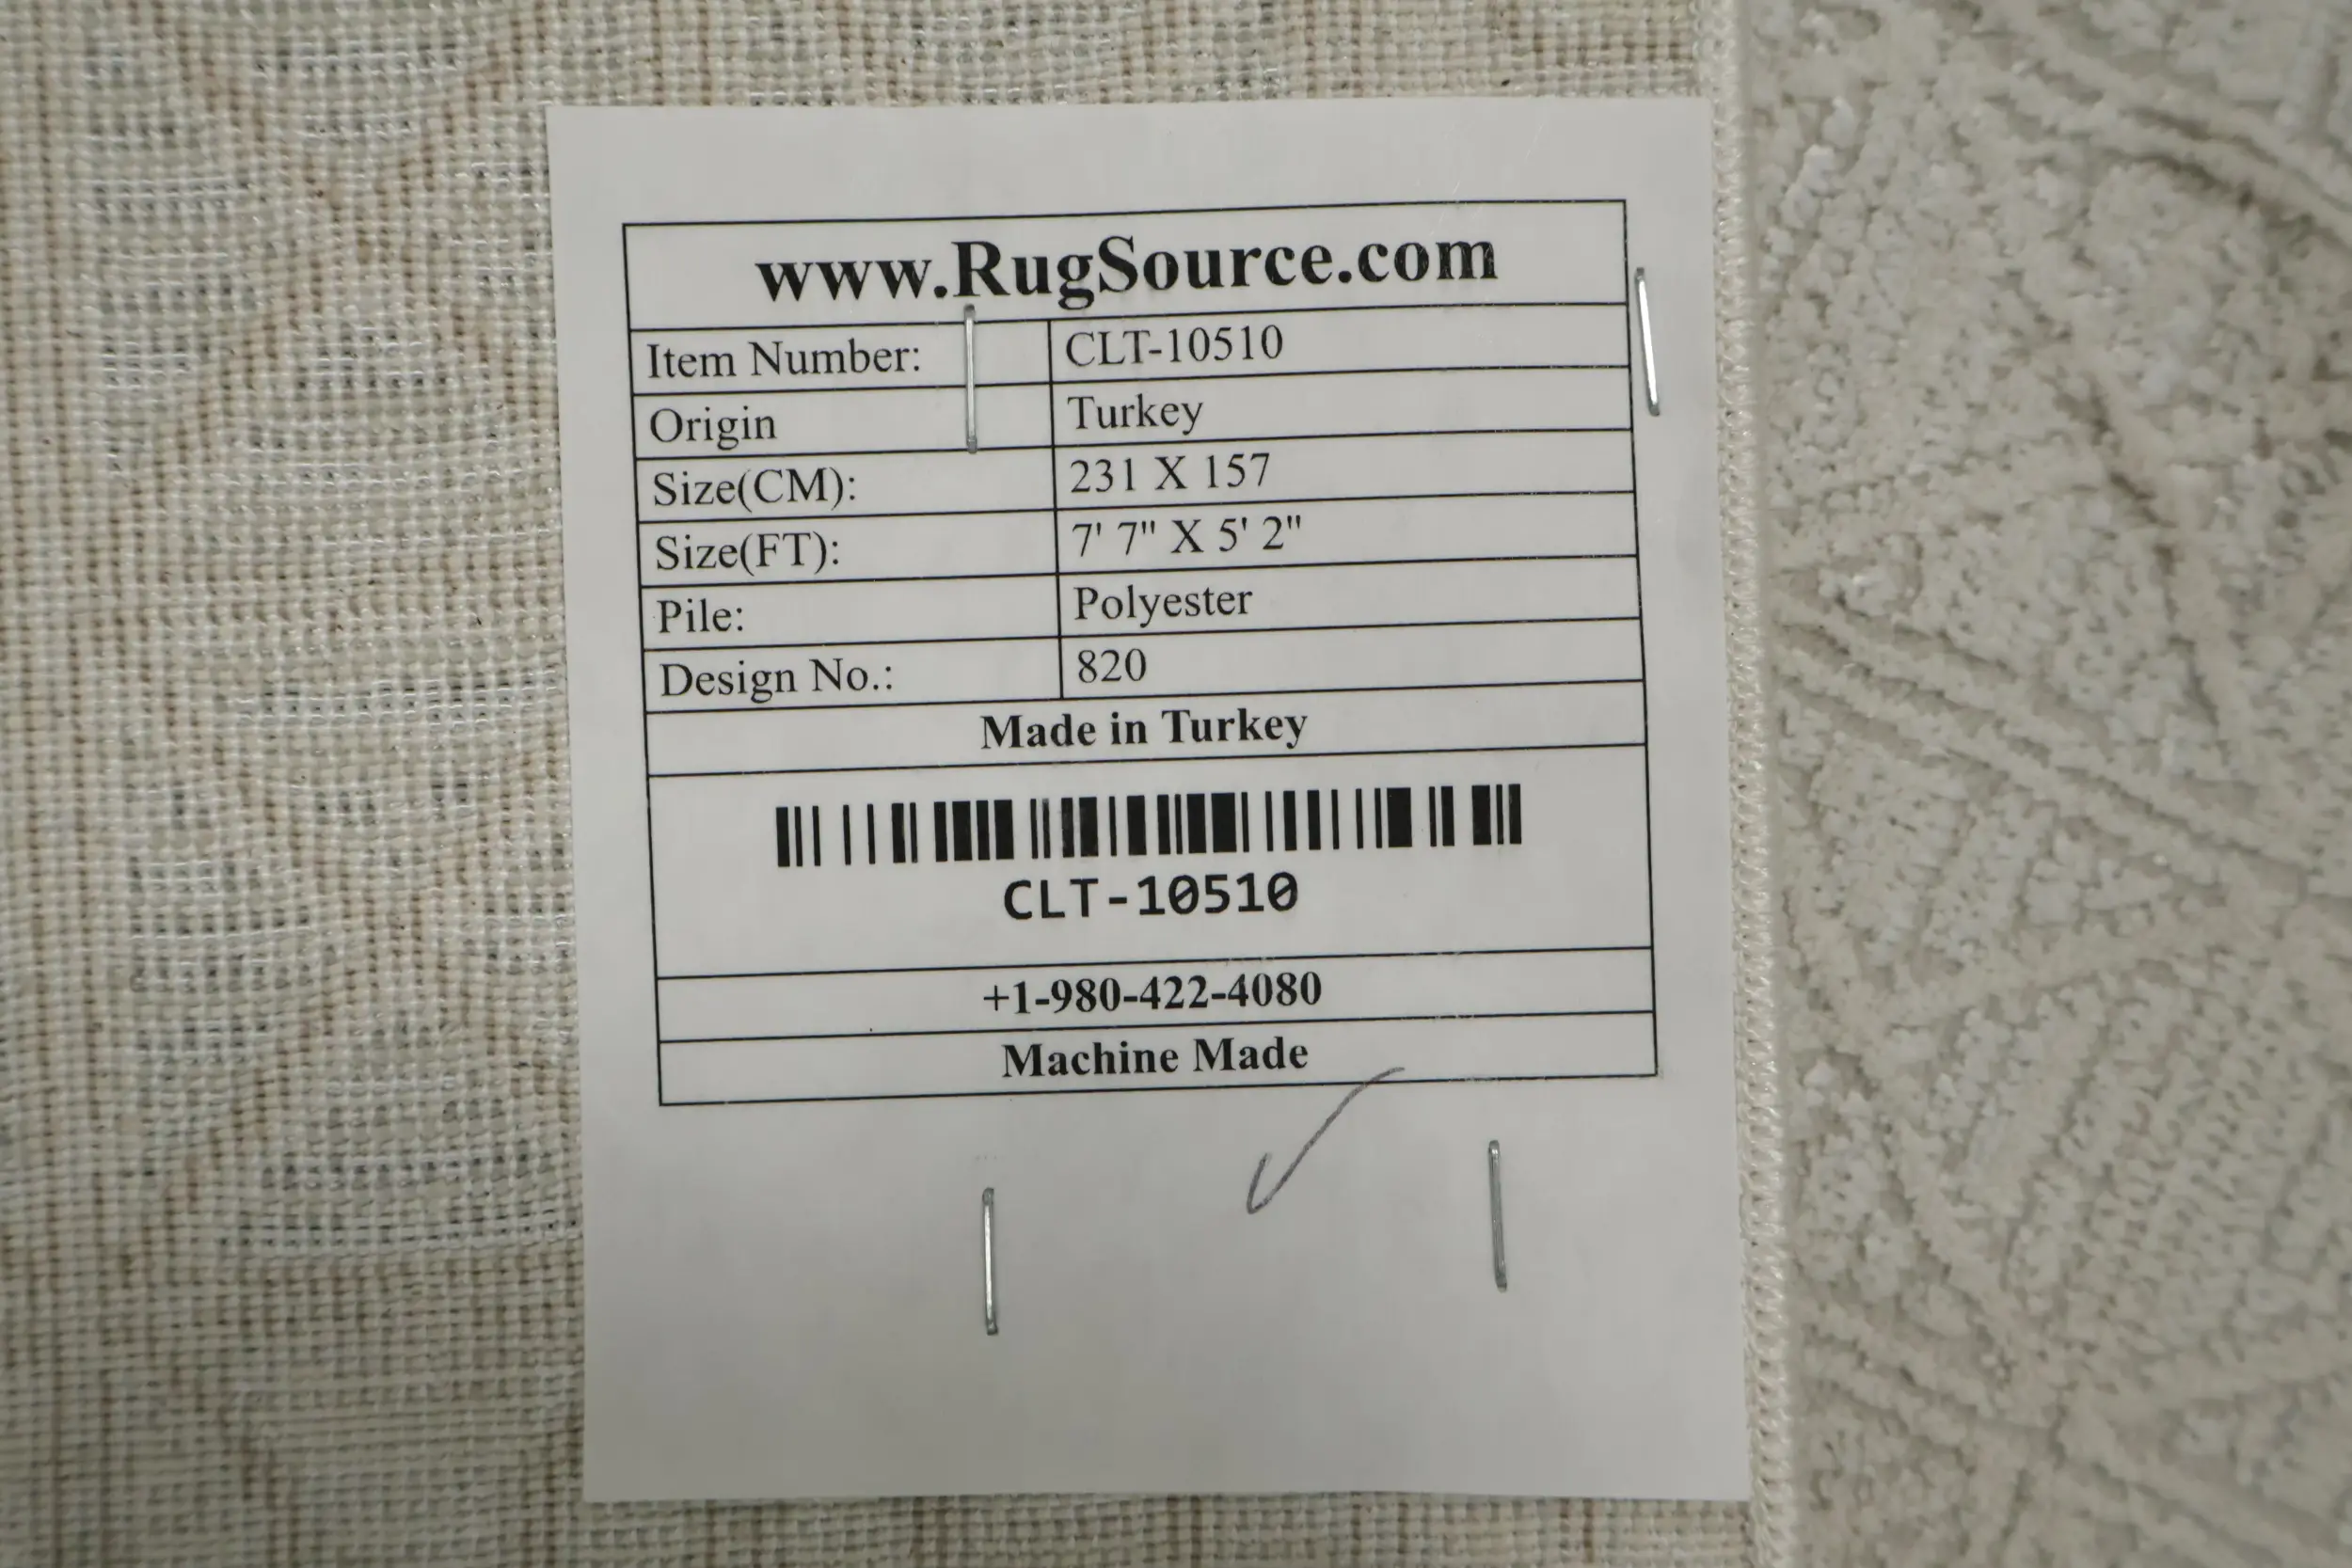 www.RugSource.com
Item Number: CLT-10510
Origin Turkey
Size(CM): 231 X 157
Size(FT): 7' 7" X 5' 2"
Pile: Polyester
Design No.: 820
Made in Turkey
CLT-10510
+1-980-422-4080
Machine Made